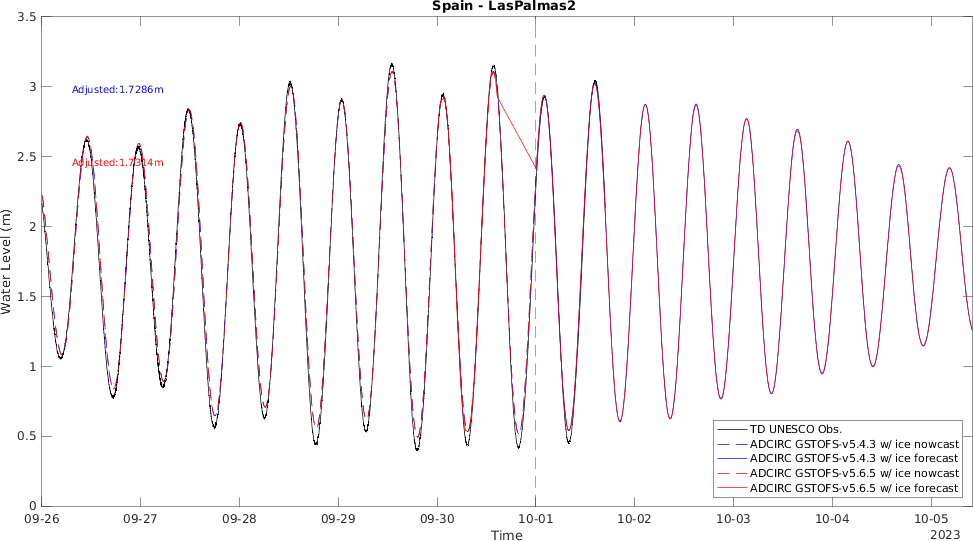 Spain - LasPalmas2
3.5
3
2.5
2
1.5
1
0.5
0
Water Level (m)
Adjusted:1.7286m
Adjusted:1.7314m
TD UNESCO Obs.
ADCIRC GSTOFS-v5.4.3 w/ ice nowcast
ADCIRC GSTOFS-v5.4.3 w/ ice forecast
ADCIRC GSTOFS-v5.6.5 w/ ice nowcast
ADCIRC GSTOFS-v5.6.5 w/ ice forecast
09-26 09-27 09-28 09-29 09-30 10-01 10-02 10-03 10-04 10-05
Time
2023